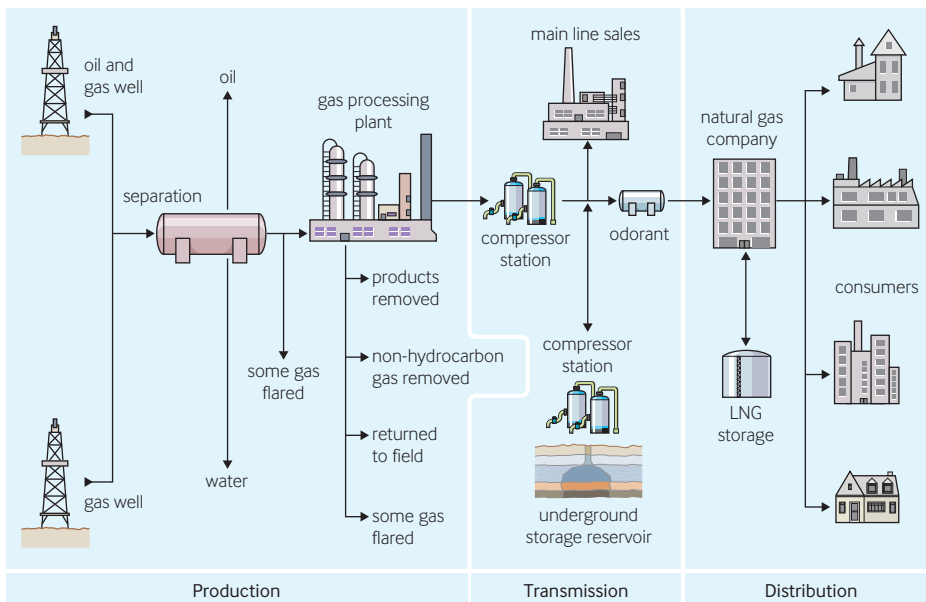 oil and
gas well
oil
gas processing
plant
separation
some gas
flared
water
gas well
products
removed
non-hydrocarbon
gas removed
returned
to field
some gas
flared
main line sales
compressor
station
odorant
compressor
station
underground
storage reservoir
natural gas
company
consumers
LNG
storage
Production
Transmission
Distribution